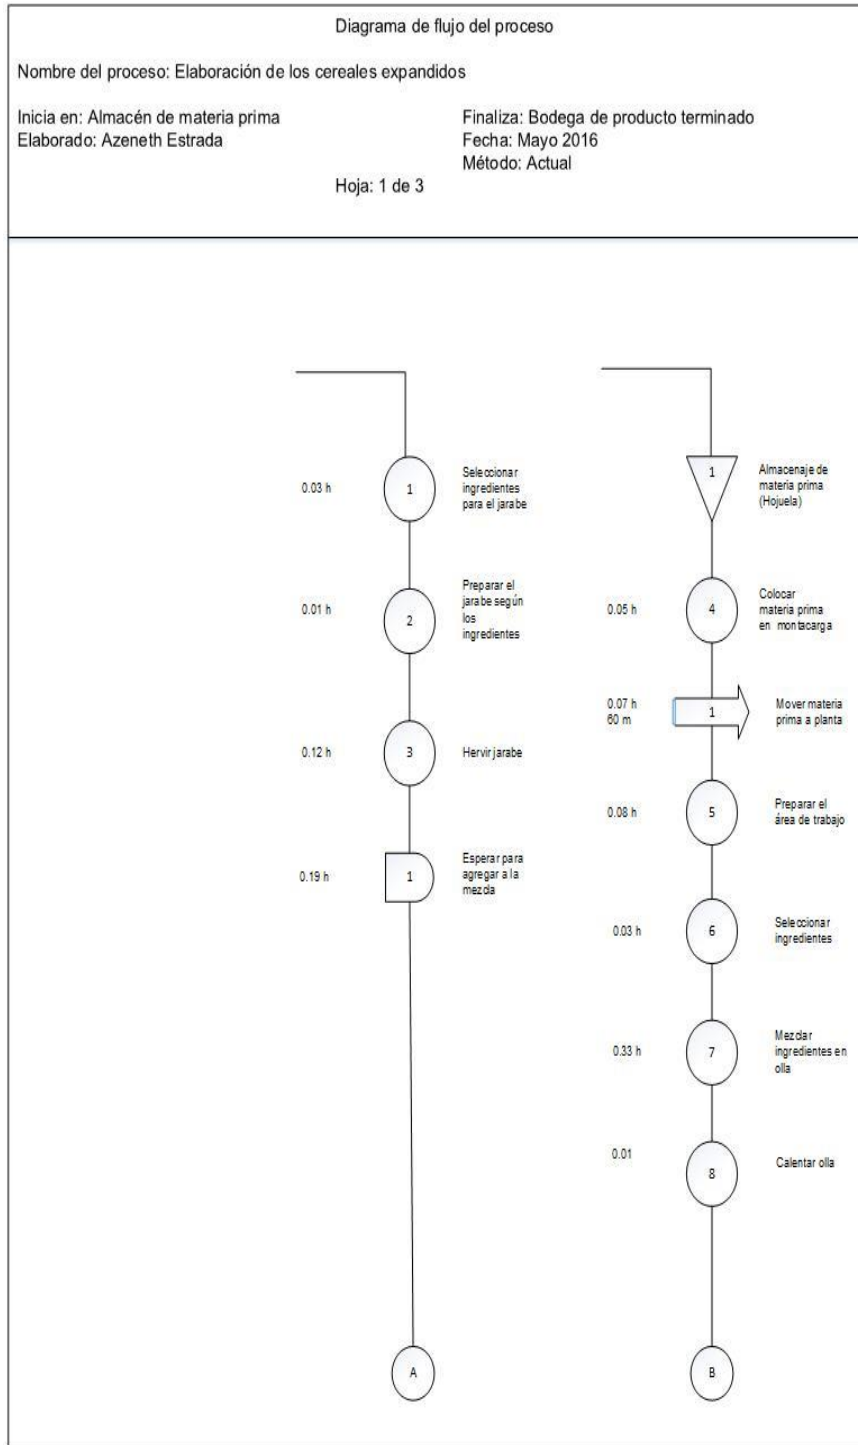 Diagrama de flujo del proceso
Nombre del proceso: Elaboración de los cereales expandidos
Inicia en: Almacén de materia prima
Elaborado: Azeneth Estrada
Finaliza: Bodega de producto terminado
Fecha: Mayo 2016
Método: Actual
Hoja: 1 de 3
0.03 h
1
Seleccionar
ingredientes
para el jarabe
0.01 h
2
Preparar el
jarabe según
los
ingredientes
0.12 h
3
Hervir jarabe
0.19 h
1
Esperar para
agregar a la
mezcla
A
1
Almacenaje de
materia prima
(Hojuela)
0.05 h
4
Colocar
materia prima
en montacarga
0.07 h
60 m
1
Mover materia
prima a planta
0.08 h
5
Preparar el
área de trabajo
0.03 h
6
Seleccionar
ingredientes
0.33 h
7
Mezclar
ingredientes en
olla
0.01
8
Calentar olla
B